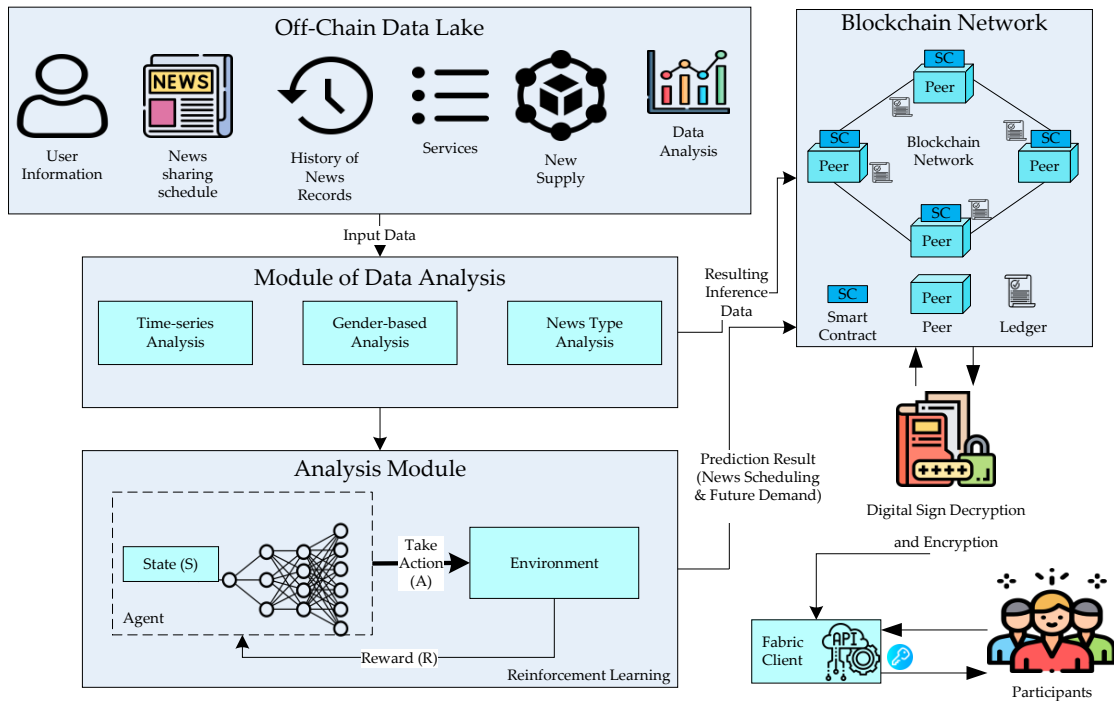 Off-Chain Data Lake
NEWS
User
Information
News
sharing
schedule
History of
News
Records
Services
New
Supply
Data
Analysis
Input Data
Module of Data Analysis
Time-series
Analysis
Gender-based
Analysis
News Type
Analysis
Resulting
Inference
Data
Analysis Module
State (S)
Agent
Take
Action
(A)
Environment
Reward (R)
Reinforcement Learning
Prediction Result
(News Scheduling
& Future Demand)
Blockchain Network
SC
Peer
SC
Peer
Blockchain
Network
SC
Peer
SC
Peer
SC
Smart
Contract
Peer
Peer
Ledger
++++
Digital Sign Decryption
and Encryption
Fabric
Client
API
Participants